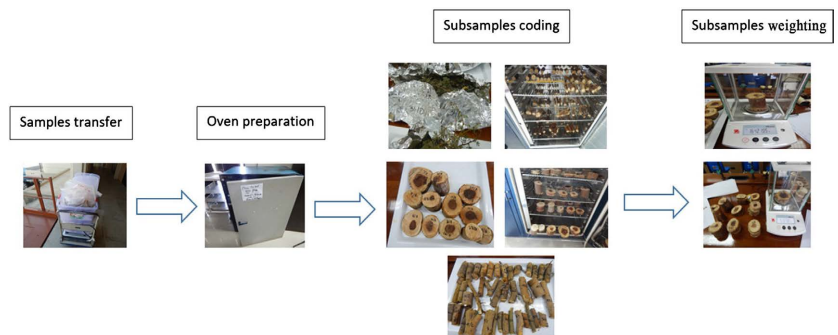 Subsamples coding
Subsamples weighting
Samples transfer
Oven preparation